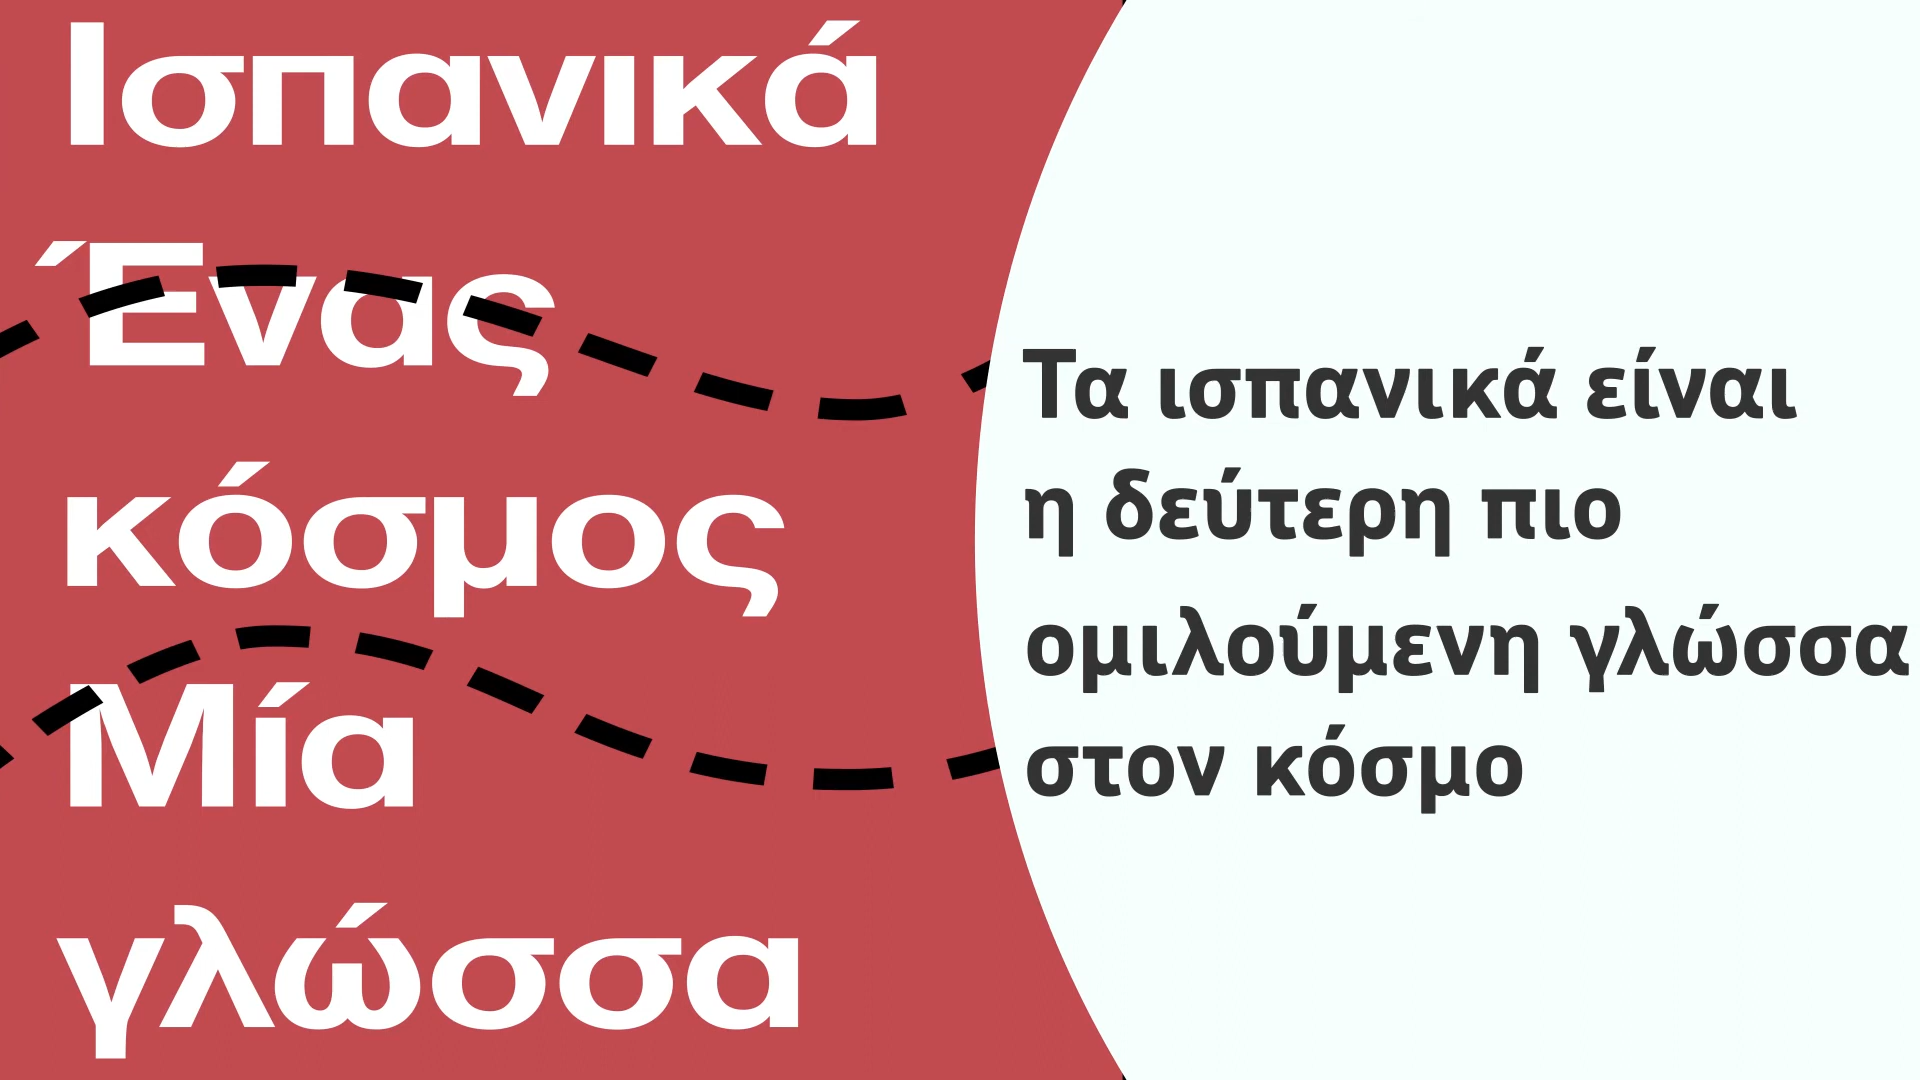 Ισπανικά
Ένας
κόσμος
Μία
γλώσσα
Τα ισπανικά είναι
η δεύτερη πιο
ομιλούμενη γλώσσα
στον κόσμο